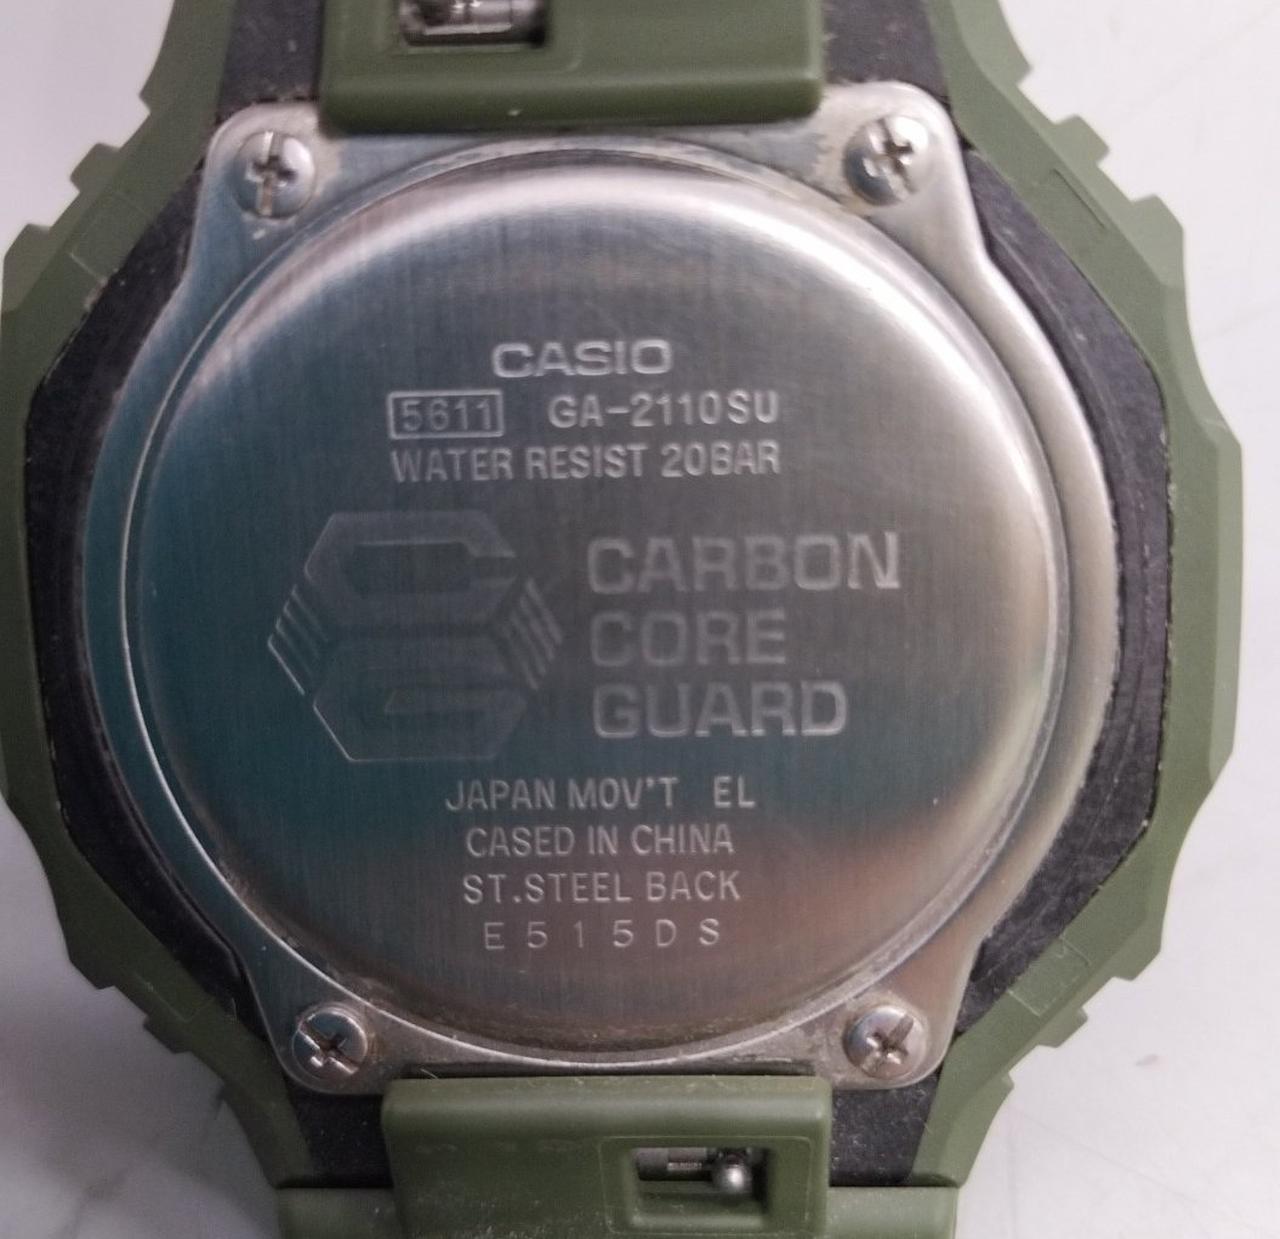 CASIO
5611 GA-2110SU
WATER RESIST 20BAR
CARBON
CORE
GUARD
JAPAN MOV'T EL
CASED IN CHINA
ST.STEEL BACK
E515DS